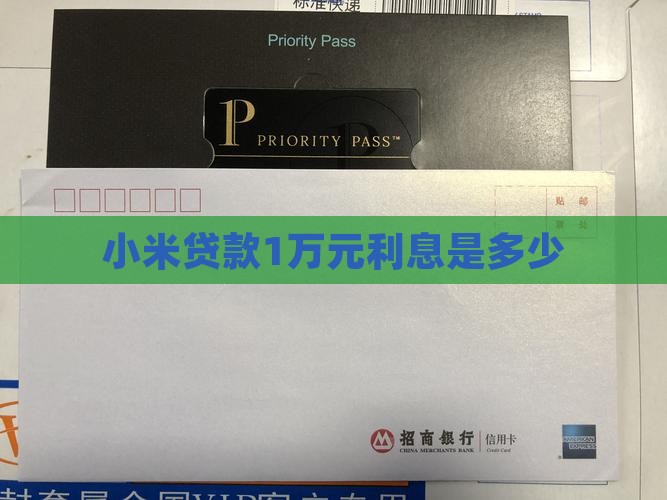 标准快递
Priority Pass
PRIORITY PASS™
贴 邮
票 处
小米贷款1万元利息是多少
招商银行 信用卡
CHINA MERCHANTS BANK Credit Card
AMERICAN
EXPRESS